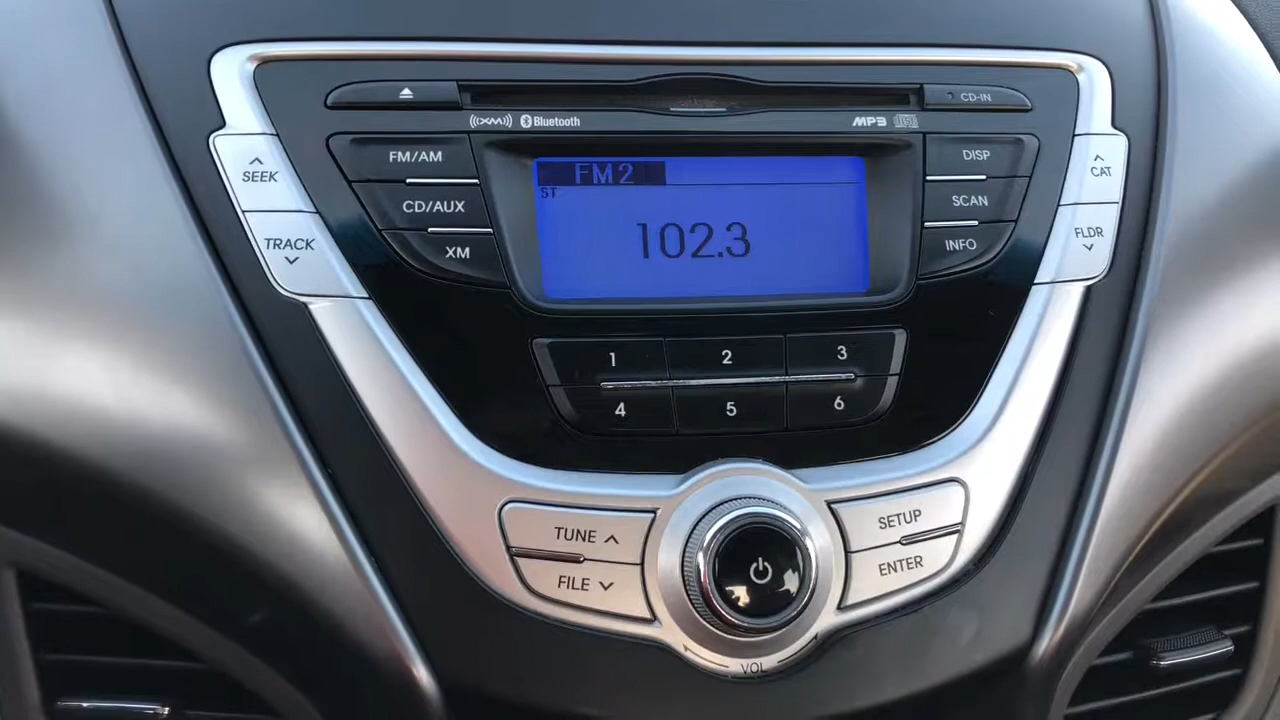 CD-IN
((XM)) Bluetooth MP3
FM/AM
CD/AUX
XM
SEEK
TRACK
FM2
ST
102.3
DISP
SCAN
INFO
CAT
FLDR
1 2 3
4 5 6
TUNE
FILE
SETUP
ENTER
VOL